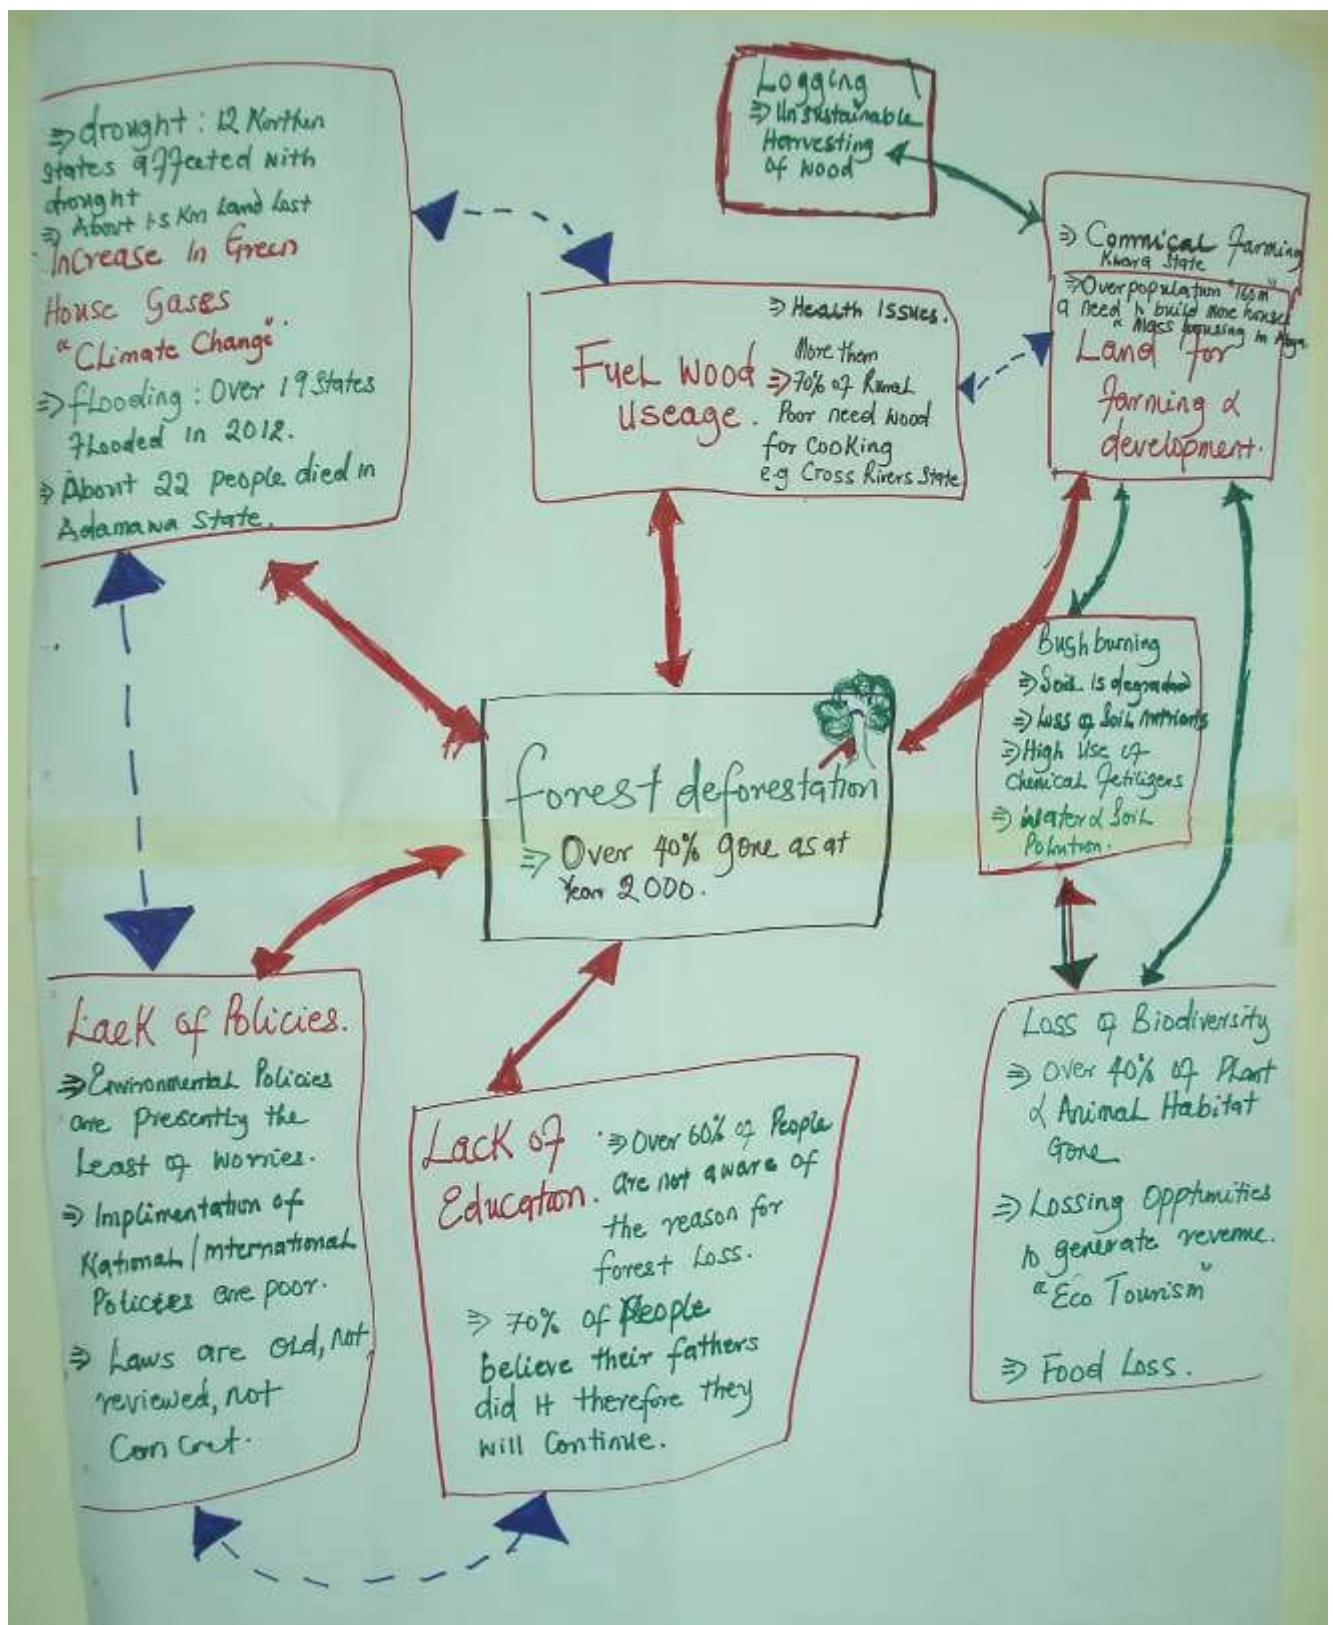 ⇒ drought : 12 Northen
states affected with
drought
⇒ About 1.5 Km Land Lost
Increase In Green
House Gases
"Climate Change".
⇒ flooding : Over 19 States
Flooded in 2012.
⇒ About 22 people died in
Adamawa State.
Logging
⇒ Unsustainable
Harvesting
of wood
⇒ farming
Kwara State
⇒ Overpopulation "160m"
a need to build more houses
" Mass housing in
Land for
farming &
development.
Fuel Wood
useage.
⇒ Health Issues.
More them
⇒ 70% of Rural
Poor need wood
for Cooking
e.g Cross Rivers State
Bush burning
⇒ Soil is degraded
⇒ Loss of Soil nutrients
⇒ High Use of
Chemical Fetilizers
⇒ Water & Soil
Polution.
forest deforestation
⇒ Over 40% gone as at
Year 2000.
Lack of Policies.
⇒ Environmental Policies
are presently the
Least of worries.
⇒ Implimentation of
National/International
Policies are poor.
⇒ Laws are old, not
reviewed, not
Lack of
Education.
⇒ Over 60% of People
are not aware of
the reason for
forest Loss.
⇒ 70% of People
believe their fathers
did it therefore they
will Continue.
Loss of Biodiversity
⇒ Over 40% of Plant
& Animal Habitat
Gone
⇒ Lossing Opptunities
to generate revenue.
"Eco Tourism"
⇒ Food Loss.